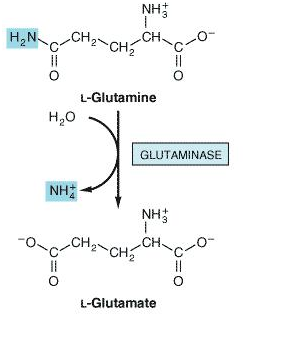 NH₃⁺
H₂N CH₂ CH₂ CH C O⁻
C
O O
L-Glutamine
H₂O
GLUTAMINASE
NH₄⁺
NH₃⁺
⁻O CH₂ CH₂ CH C O⁻
C
O O
L-Glutamate